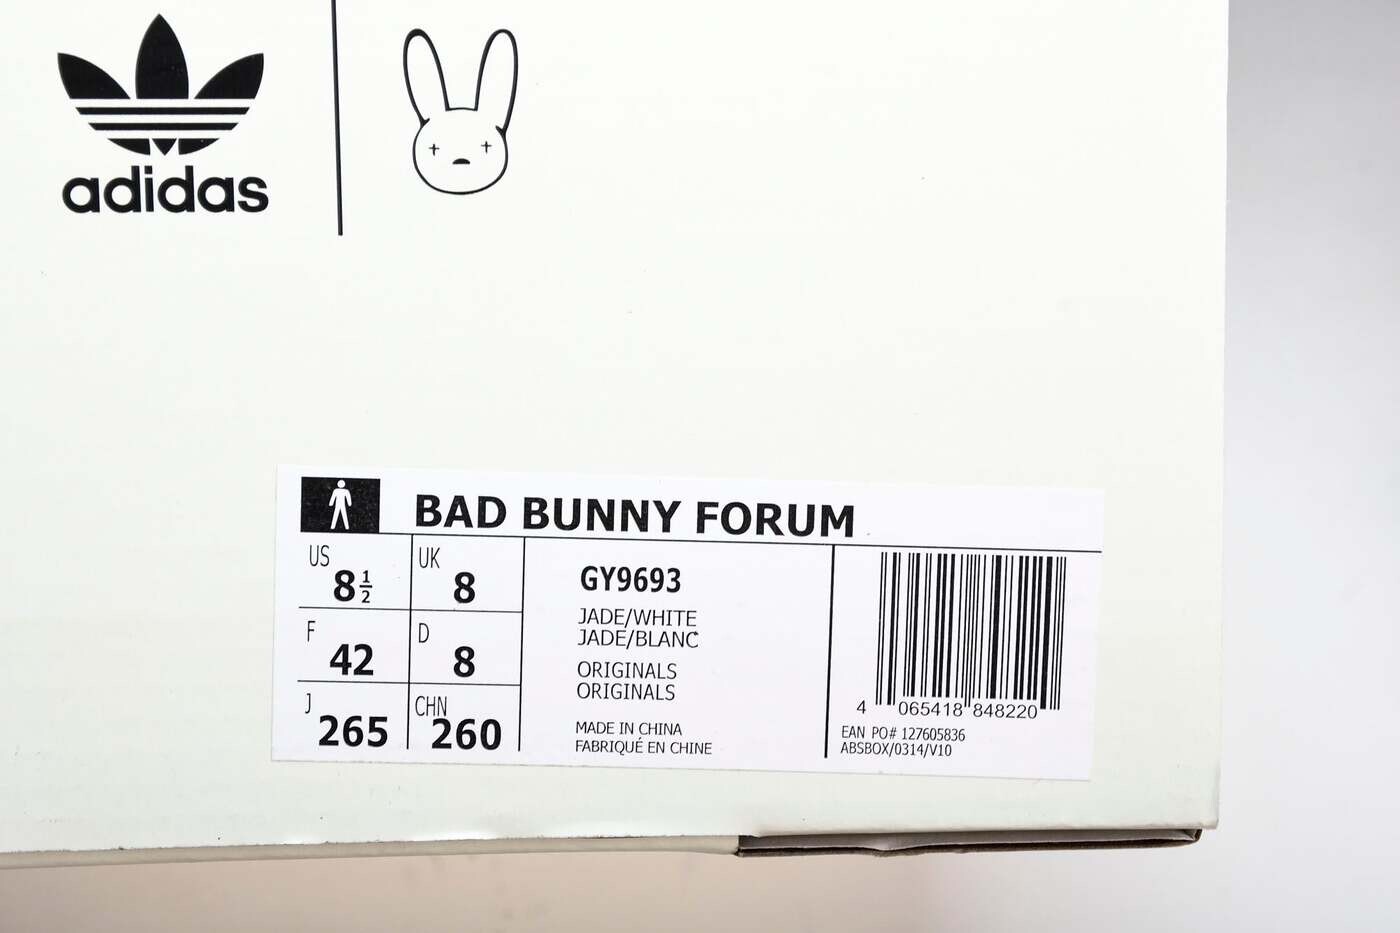 adidas
BAD BUNNY FORUM
US 8½
UK 8
F 42
D 8
J 265
CHN 260
GY9693
JADE/WHITE
JADE/BLANC
ORIGINALS
ORIGINALS
MADE IN CHINA
FABRIQUÉ EN CHINE
4 065418 848220
EAN PO# 127605836
ABSBOX/0314/V10